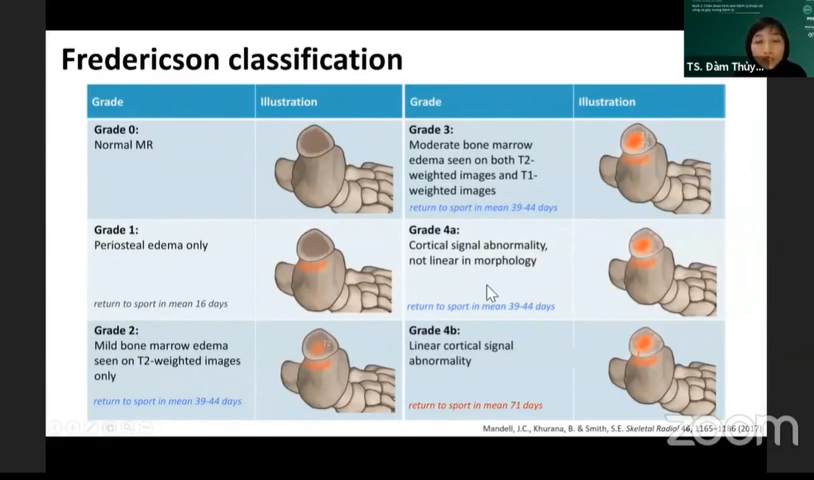 TS. Đàm Thủy...
Fredericson classification
Grade
Illustration
Grade
Illustration
Grade 0:
Normal MR
Grade 3:
Moderate bone marrow
edema seen on both T2-
weighted images and T1-
weighted images
return to sport in mean 39-44 days
Grade 1:
Periosteal edema only
return to sport in mean 16 days
Grade 4a:
Cortical signal abnormality,
not linear in morphology
return to sport in mean 39-44 days
Grade 2:
Mild bone marrow edema
seen on T2-weighted images
only
return to sport in mean 39-44 days
Grade 4b:
Linear cortical signal
abnormality
return to sport in mean 71 days
Mandell, J.C., Khurana, B. & Smith, S.E. Skeletal Radiol 46, 1165–1186 (2017)
zoom